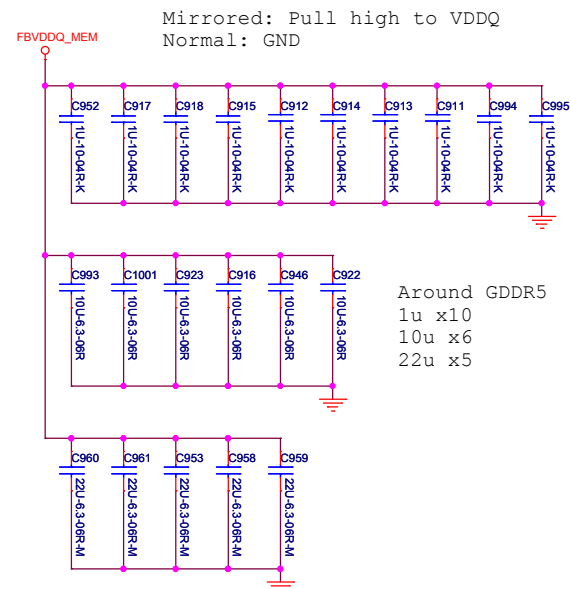 Mirrored: Pull high to VDDQ
Normal: GND
FBVDDQ_MEM
C952 C917 C918 C915 C912 C914 C913 C911 C994 C995
1U-10-04R-K 1U-10-04R-K 1U-10-04R-K 1U-10-04R-K 1U-10-04R-K 1U-10-04R-K 1U-10-04R-K 1U-10-04R-K 1U-10-04R-K 1U-10-04R-K
C993 C1001 C923 C916 C946 C922
10U-6.3-06R 10U-6.3-06R 10U-6.3-06R 10U-6.3-06R 10U-6.3-06R 10U-6.3-06R
Around GDDR5
1u x10
10u x6
22u x5
C960 C961 C953 C958 C959
22U-6.3-06R-M 22U-6.3-06R-M 22U-6.3-06R-M 22U-6.3-06R-M 22U-6.3-06R-M